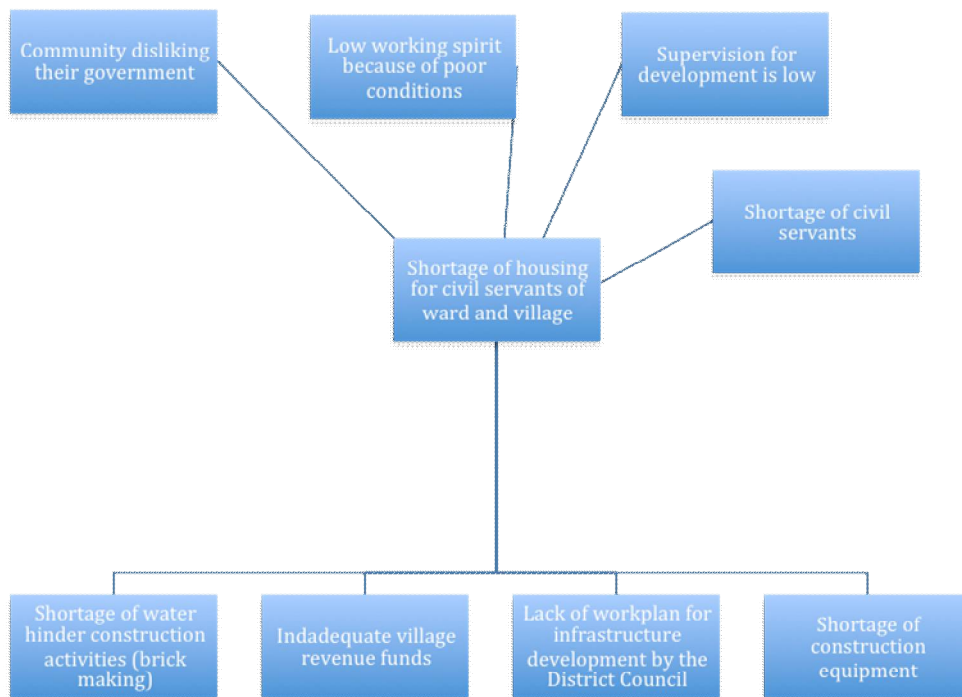 Community disliking
their government
Low working spirit
because of poor
conditions
Supervision for
development is low
Shortage of civil
servants
Shortage of housing
for civil servants of
ward and village
Shortage of water
hinder construction
activities (brick
making)
Indadequate village
revenue funds
Lack of workplan for
infrastructure
development by the
District Council
Shortage of
construction
equipment